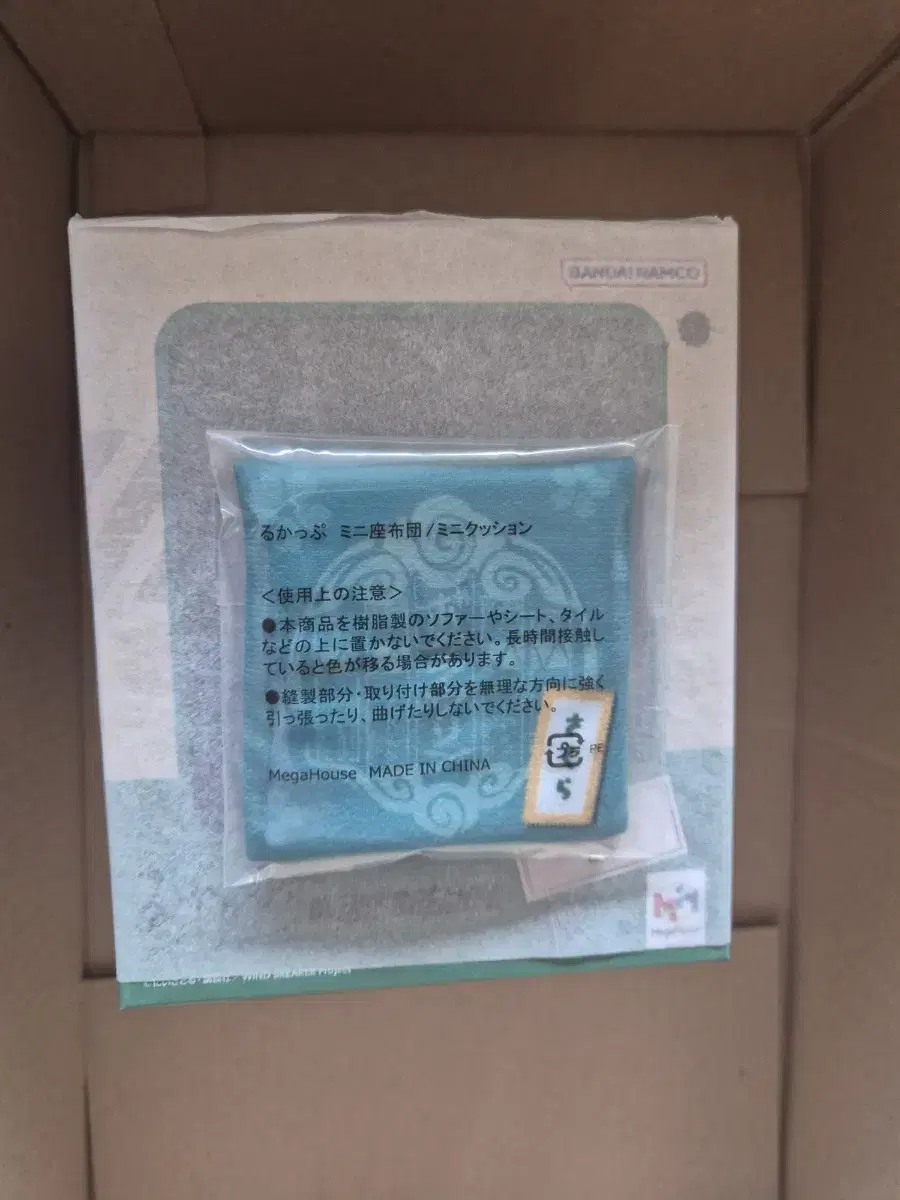 BANDAI NAMCO
るかっぷ ミニ座布団/ミニクッション
<使用上の注意>
●本商品を樹脂製のソファーやシート、タイル
などの上に置かないでください。長時間接触し
ていると色が移る場合があります。
●縫製部分・取り付け部分を無理な方向に強く
引っ張ったり、曲げたりしないでください。
PE
MegaHouse MADE IN CHINA
MegaHouse
WIND BREAKER Project